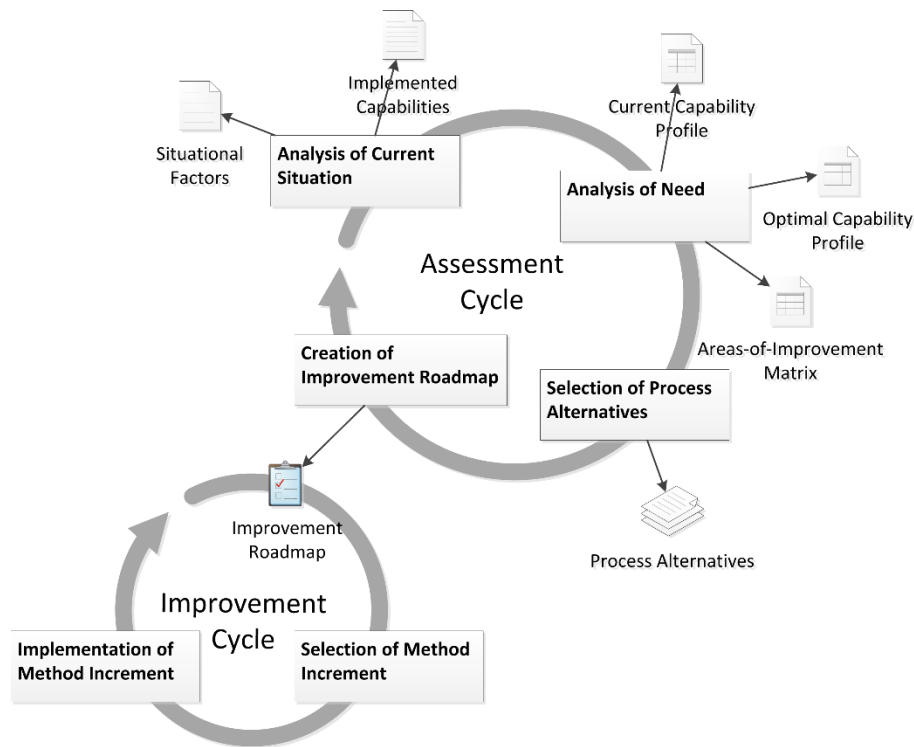 Implemented
Capabilities
Current Capability
Profile
Situational
Factors
Analysis of Current
Situation
Analysis of Need
Optimal Capability
Profile
Assessment
Cycle
Areas-of-Improvement
Matrix
Creation of
Improvement Roadmap
Selection of Process
Alternatives
Improvement
Roadmap
Process Alternatives
Improvement
Cycle
Implementation of
Method Increment
Selection of Method
Increment